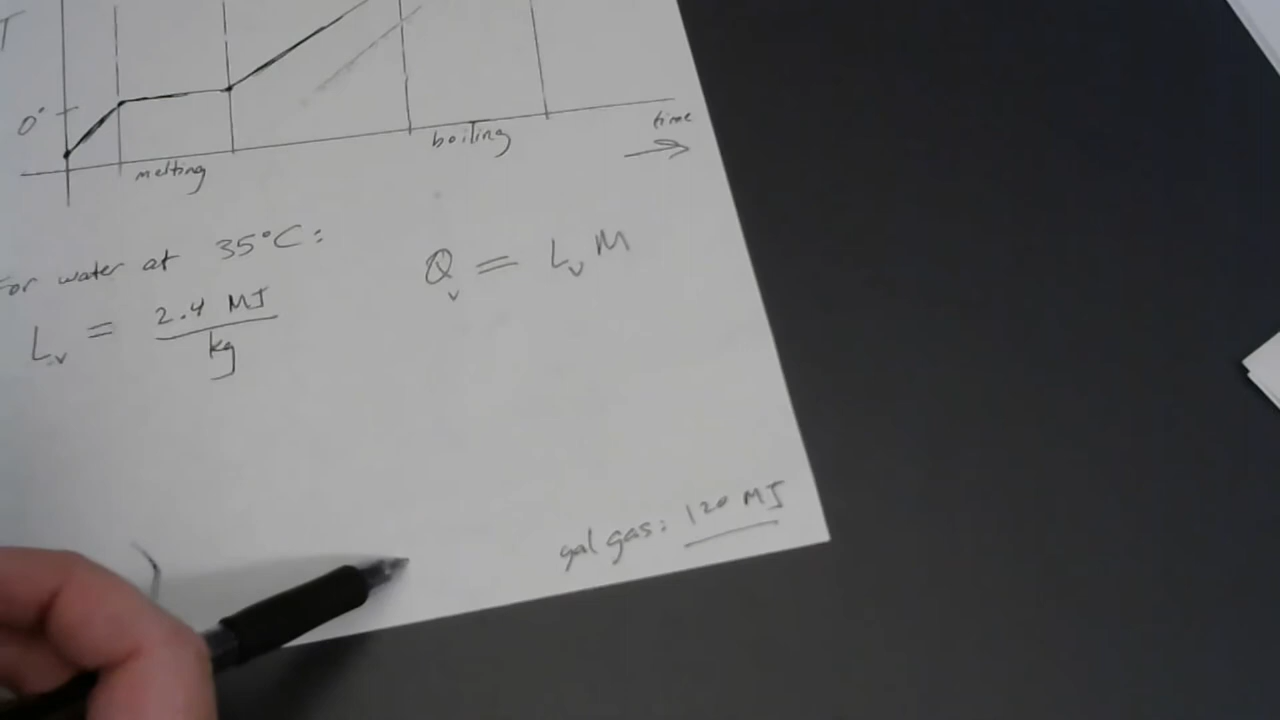 T
0°
time
boiling
melting
For water at 35°C:
Qv = Lv M
Lv = 2.4 MJ
kg
gal gas: 120 MJ